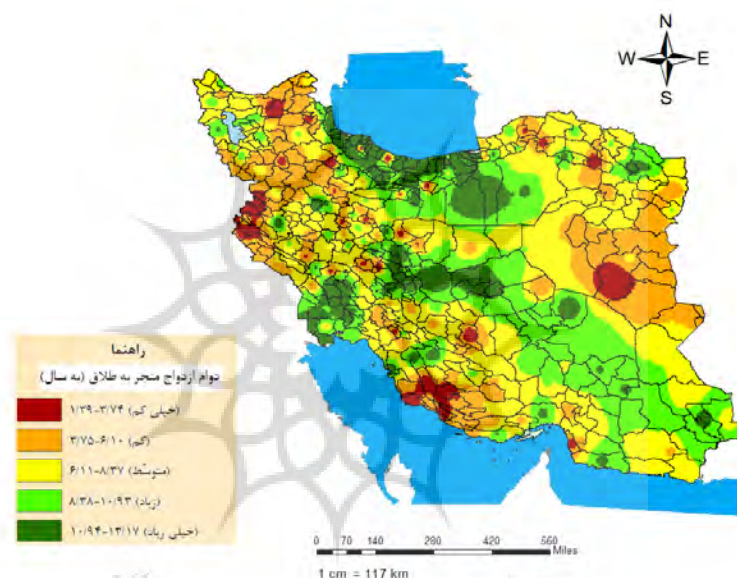 N
W E
S
راهنما
دوام ازدواج منجر به طلاق (به سال)
۱/۳۹-۳/۷۴ (خیلی کم)
۳/۷۵-۶/۱۰ (کم)
۶/۱۱-۸/۳۷ (متوسّط)
۸/۳۸-۱۰/۹۳ (زیاد)
۱۰/۹۴-۱۳/۱۷ (خیلی زیاد)
0 70 140 280 420 560
Miles
1 cm = 117 km